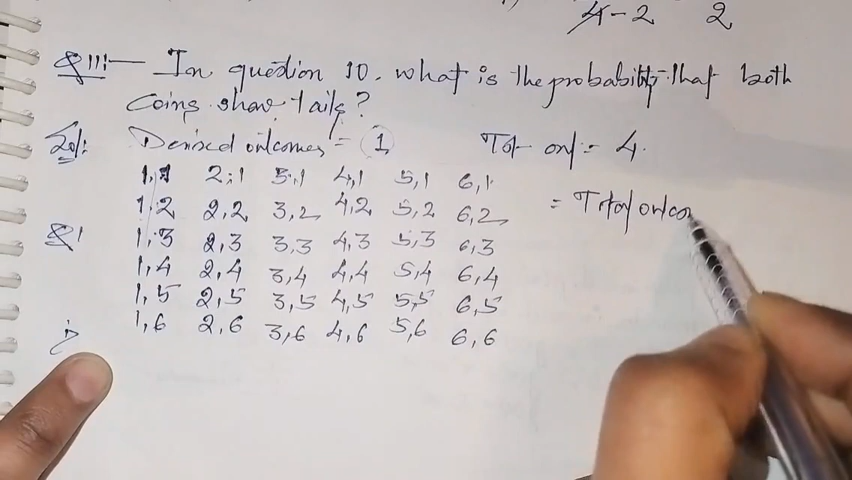 4-2 2
Q11:- In question 10, what is the probability that both
Coins show tails?
Sol: Desired outcomes = 1 Tot out = 4.
1,1 2,1 3,1 4,1 5,1 6,1
1,2 2,2 3,2 4,2 5,2 6,2
= Total outco
Q1 1,3 2,3 3,3 4,3 5,3 6,3
1,4 2,4 3,4 4,4 5,4 6,4
1,5 2,5 3,5 4,5 5,5 6,5
1,6 2,6 3,6 4,6 5,6 6,6